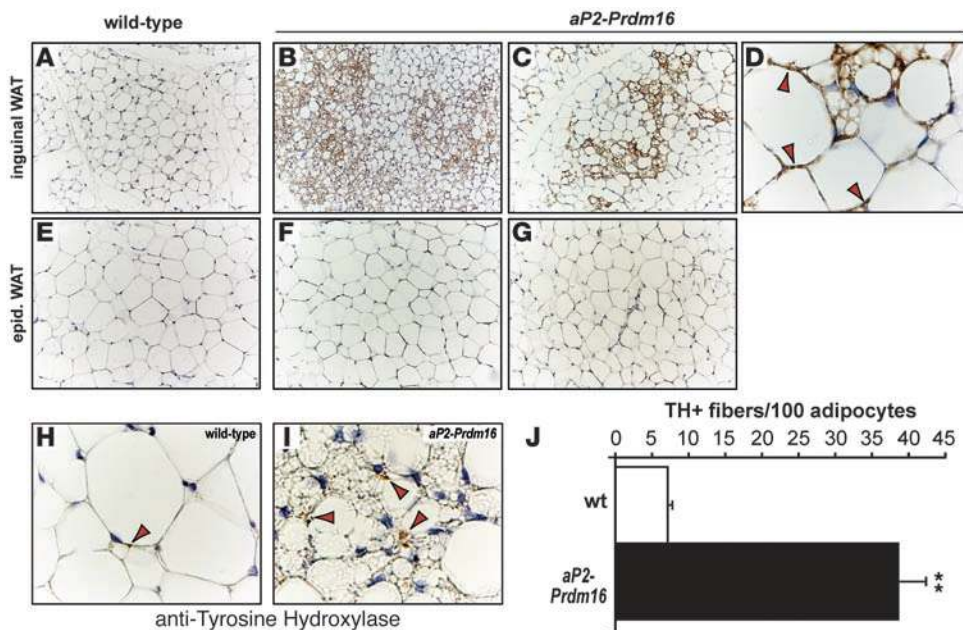 wild-type
aP2-Prdm16
inguinal WAT
A
B
C
D
epid. WAT
E
F
G
H
wild-type
I
aP2-Prdm16
anti-Tyrosine Hydroxylase
J
TH+ fibers/100 adipocytes
0 5 10 15 20 25 30 35 40 45
wt
aP2-
Prdm16
**